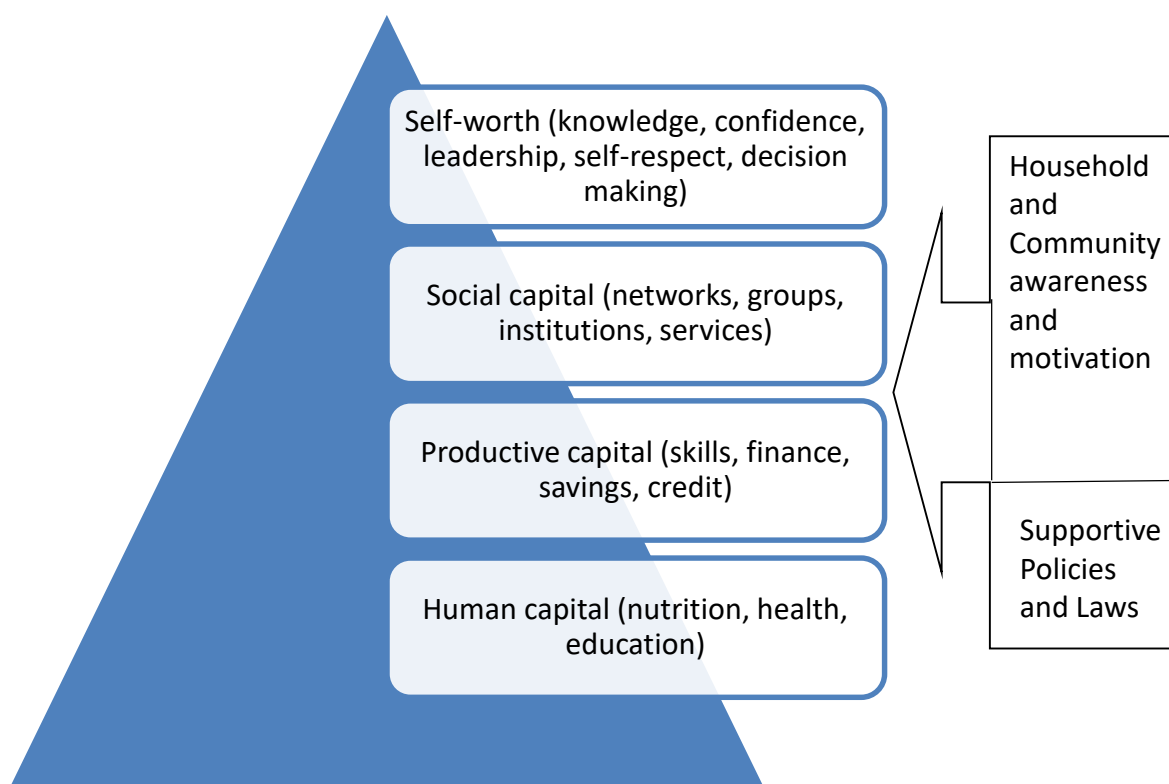 Self-worth (knowledge, confidence,
leadership, self-respect, decision
making)
Social capital (networks, groups,
institutions, services)
Productive capital (skills, finance,
savings, credit)
Human capital (nutrition, health,
education)
Household
and
Community
awareness
and
motivation
Supportive
Policies
and Laws